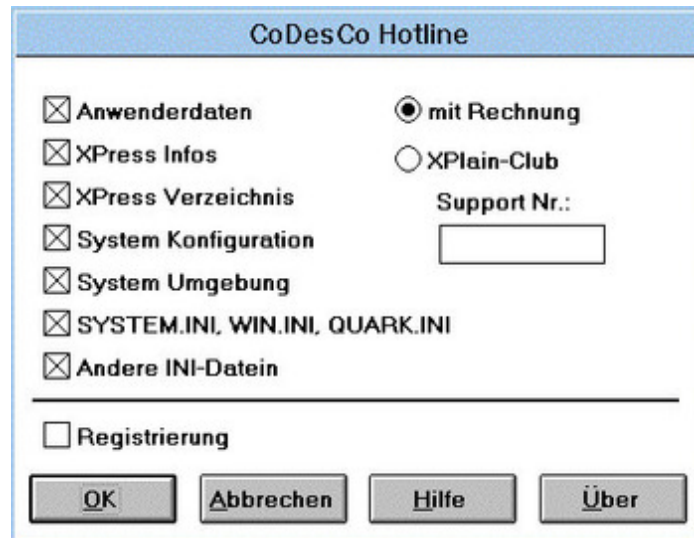 CoDesCo Hotline
Anwenderdaten
mit Rechnung
XPress Infos
XPlain-Club
XPress Verzeichnis
Support Nr.:
System Konfiguration
System Umgebung
SYSTEM.INI, WIN.INI, QUARK.INI
Andere INI-Datein
Registrierung
OK Abbrechen Hilfe Über